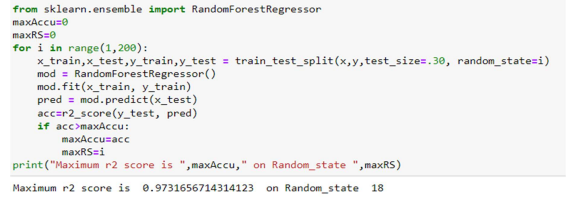 from sklearn.ensemble import RandomForestRegressor
maxAccu=0
maxRS=0
for i in range(1,200):
    x_train,x_test,y_train,y_test = train_test_split(x,y,test_size=.30, random_state=i)
    mod = RandomForestRegressor()
    mod.fit(x_train, y_train)
    pred = mod.predict(x_test)
    acc=r2_score(y_test, pred)
    if acc>maxAccu:
        maxAccu=acc
        maxRS=i
print("Maximum r2 score is ",maxAccu," on Random_state ",maxRS)
Maximum r2 score is  0.9731656714314123  on Random_state  18